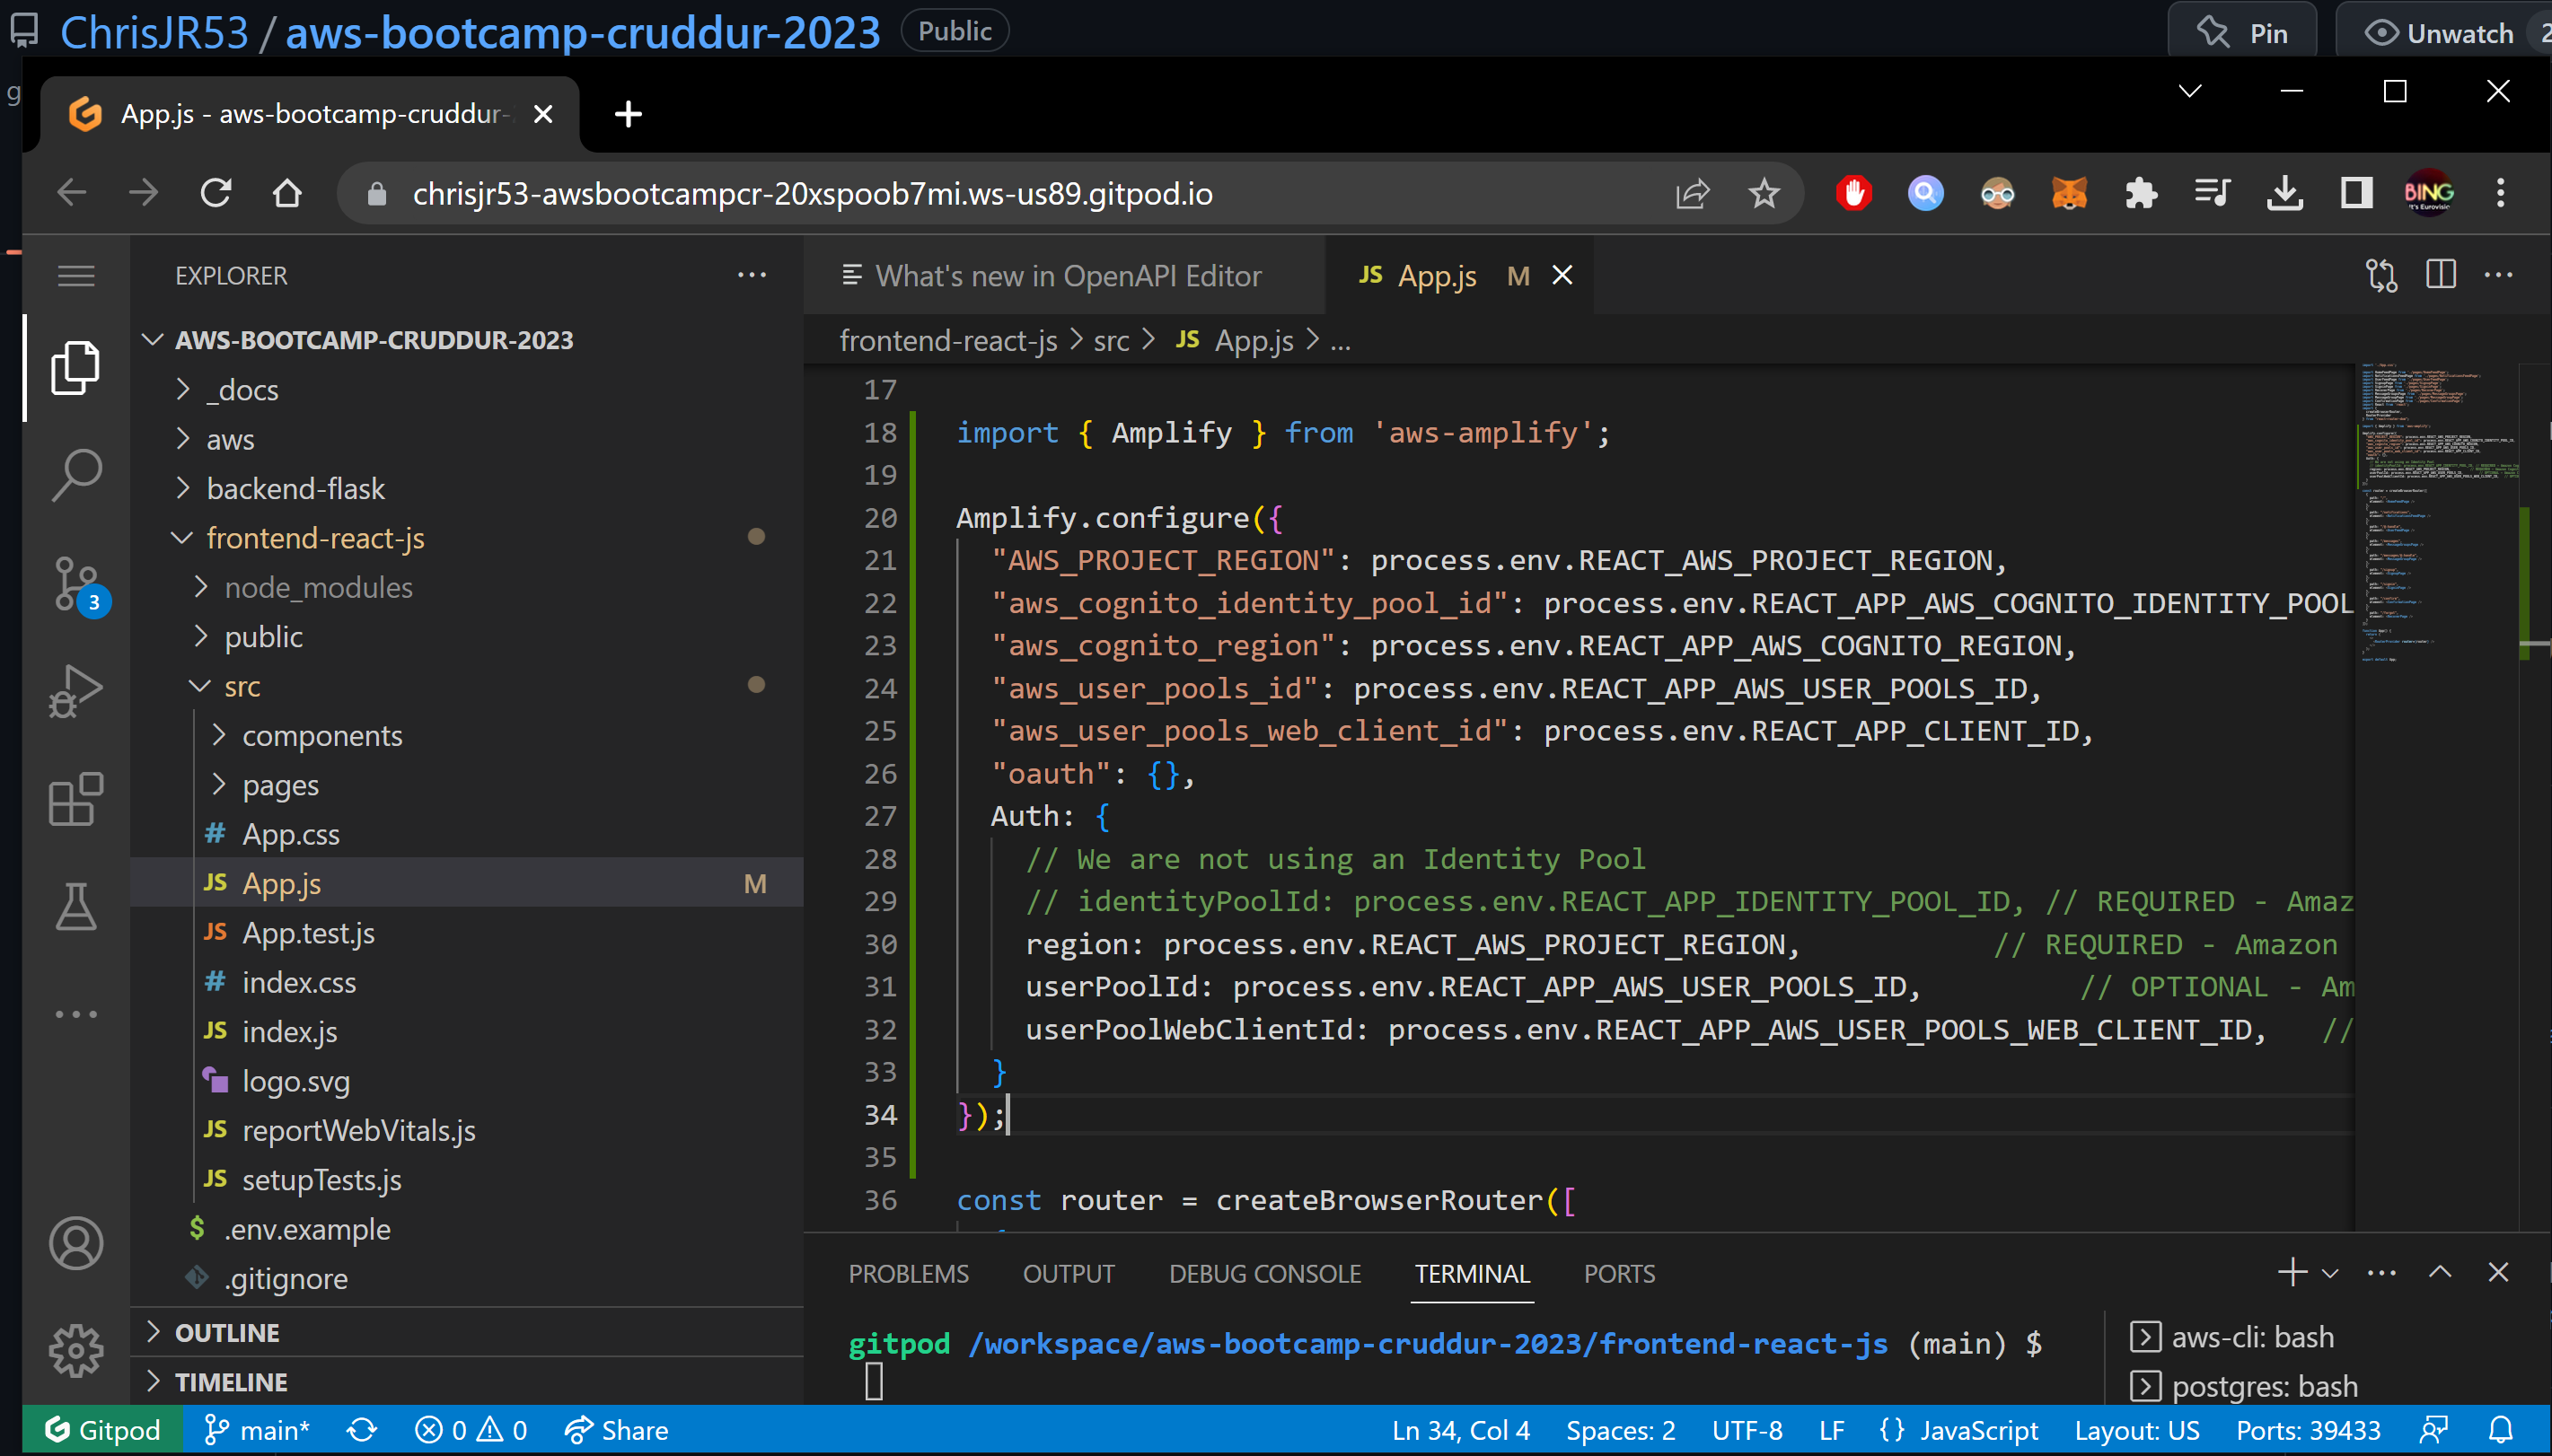 ChrisJR53 / aws-bootcamp-cruddur-2023 Public Pin Unwatch 2
App.js - aws-bootcamp-cruddur-
chrisjr53-awsbootcampcr-20xspoob7mi.ws-us89.gitpod.io
BING
EXPLORER
AWS-BOOTCAMP-CRUDDUR-2023
_docs
aws
backend-flask
frontend-react-js
node_modules
public
src
components
pages
# App.css
JS App.js M
JS App.test.js
# index.css
JS index.js
logo.svg
JS reportWebVitals.js
JS setupTests.js
$ .env.example
.gitignore
OUTLINE
TIMELINE
3
What's new in OpenAPI Editor JS App.js M
frontend-react-js > src > JS App.js > ...
17
18 import { Amplify } from 'aws-amplify';
19
20 Amplify.configure({
21 "AWS_PROJECT_REGION": process.env.REACT_AWS_PROJECT_REGION,
22 "aws_cognito_identity_pool_id": process.env.REACT_APP_AWS_COGNITO_IDENTITY_POOL
23 "aws_cognito_region": process.env.REACT_APP_AWS_COGNITO_REGION,
24 "aws_user_pools_id": process.env.REACT_APP_AWS_USER_POOLS_ID,
25 "aws_user_pools_web_client_id": process.env.REACT_APP_CLIENT_ID,
26 "oauth": {},
27 Auth: {
28 // We are not using an Identity Pool
29 // identityPoolId: process.env.REACT_APP_IDENTITY_POOL_ID, // REQUIRED - Amaz
30 region: process.env.REACT_AWS_PROJECT_REGION, // REQUIRED - Amazon
31 userPoolId: process.env.REACT_APP_AWS_USER_POOLS_ID, // OPTIONAL - Am
32 userPoolWebClientId: process.env.REACT_APP_AWS_USER_POOLS_WEB_CLIENT_ID, //
33 }
34 });
35
36 const router = createBrowserRouter([
PROBLEMS OUTPUT DEBUG CONSOLE TERMINAL PORTS
gitpod /workspace/aws-bootcamp-cruddur-2023/frontend-react-js (main) $
aws-cli: bash
postgres: bash
Gitpod main* 0 0 Share Ln 34, Col 4 Spaces: 2 UTF-8 LF {} JavaScript Layout: US Ports: 39433